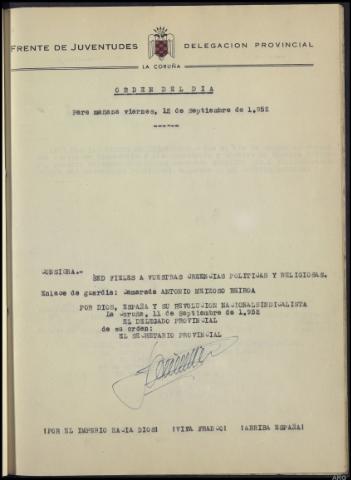 FRENTE DE JUVENTUDES DELEGACION PROVINCIAL
LA CORUÑA
ORDEN DEL DIA
Para mañana viernes, 12 de Septiembre de 1.952
CONSIGNA.-
SED FIELES A VUESTRAS CREENCIAS POLITICAS Y RELIGIOSAS.
Enlace de guardia: Camarada ANTONIO MEIZOSO
POR DIOS, ESPAÑA Y SU REVOLUCION NACIONALSINDICALISTA
La Coruña, 11 de Septiembre de 1.952
EL DELEGADO PROVINCIAL
de su orden:
EL SECRETARIO PROVINCIAL
¡POR EL IMPERIO HACIA DIOS! ¡VIVA FRANCO! ¡ARRIBA ESPAÑA!
ARG